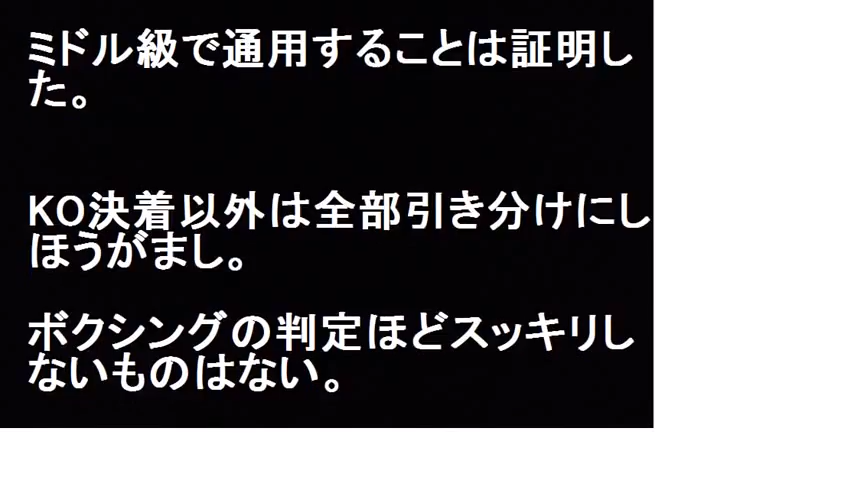 ミドル級で通用することは証明し
た。
KO決着以外は全部引き分けにし
ほうがまし。
ボクシングの判定ほどスッキリし
ないものはない。